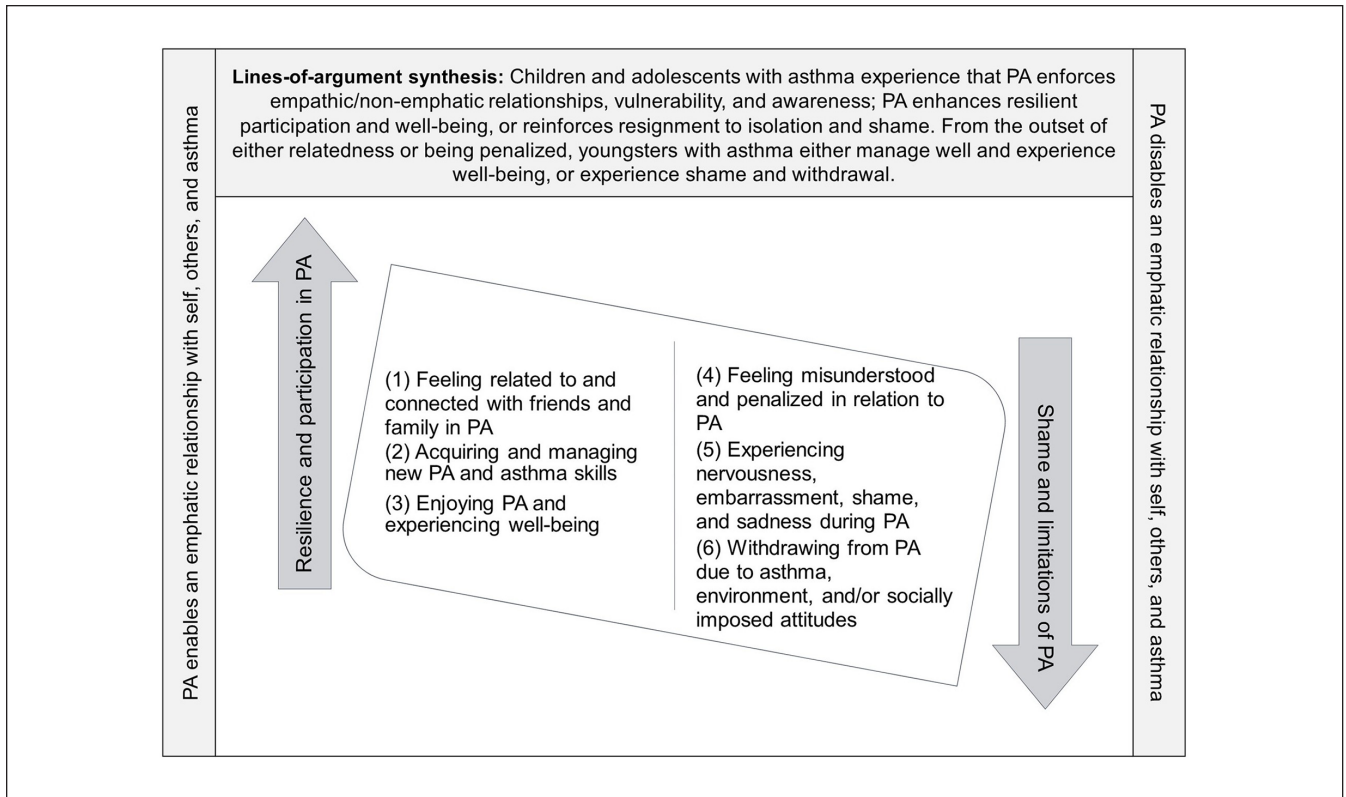 PA enables an emphatic relationship with self, others, and asthma
Lines-of-argument synthesis: Children and adolescents with asthma experience that PA enforces
empathic/non-emphatic relationships, vulnerability, and awareness; PA enhances resilient
participation and well-being, or reinforces resignment to isolation and shame. From the outset of
either relatedness or being penalized, youngsters with asthma either manage well and experience
well-being, or experience shame and withdrawal.
Resilience and participation in PA
(1) Feeling related to and
connected with friends and
family in PA
(2) Acquiring and managing
new PA and asthma skills
(3) Enjoying PA and
experiencing well-being
(4) Feeling misunderstood
and penalized in relation to
PA
(5) Experiencing
nervousness,
embarrassment, shame,
and sadness during PA
(6) Withdrawing from PA
due to asthma,
environment, and/or socially
imposed attitudes
Shame and limitations of PA
PA disables an emphatic relationship with self, others, and asthma